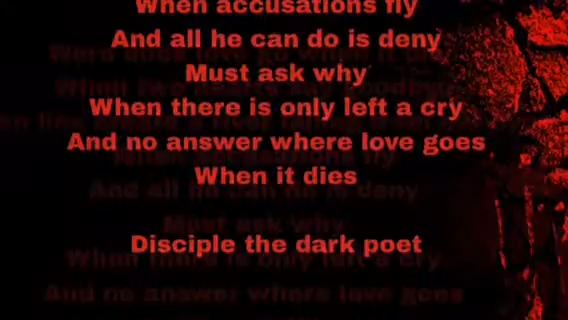 When accusations fly
And all he can do is deny
Must ask why
When there is only left a cry
And no answer where love goes
When it dies
Disciple the dark poet